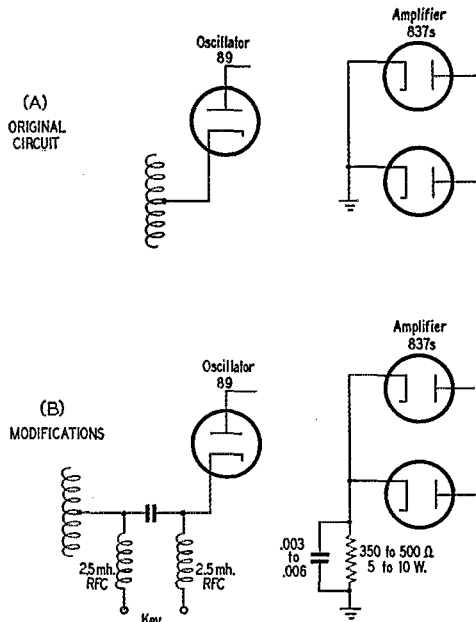 Oscillator
89
Amplifier
837s
(A)
ORIGINAL
CIRCUIT
Oscillator
89
Amplifier
837s
(B)
MODIFICATIONS
2.5 mh.
RFC
2.5 mh.
RFC
Key
.003
to
.006
350 to 500 Ω
5 to 10 W.